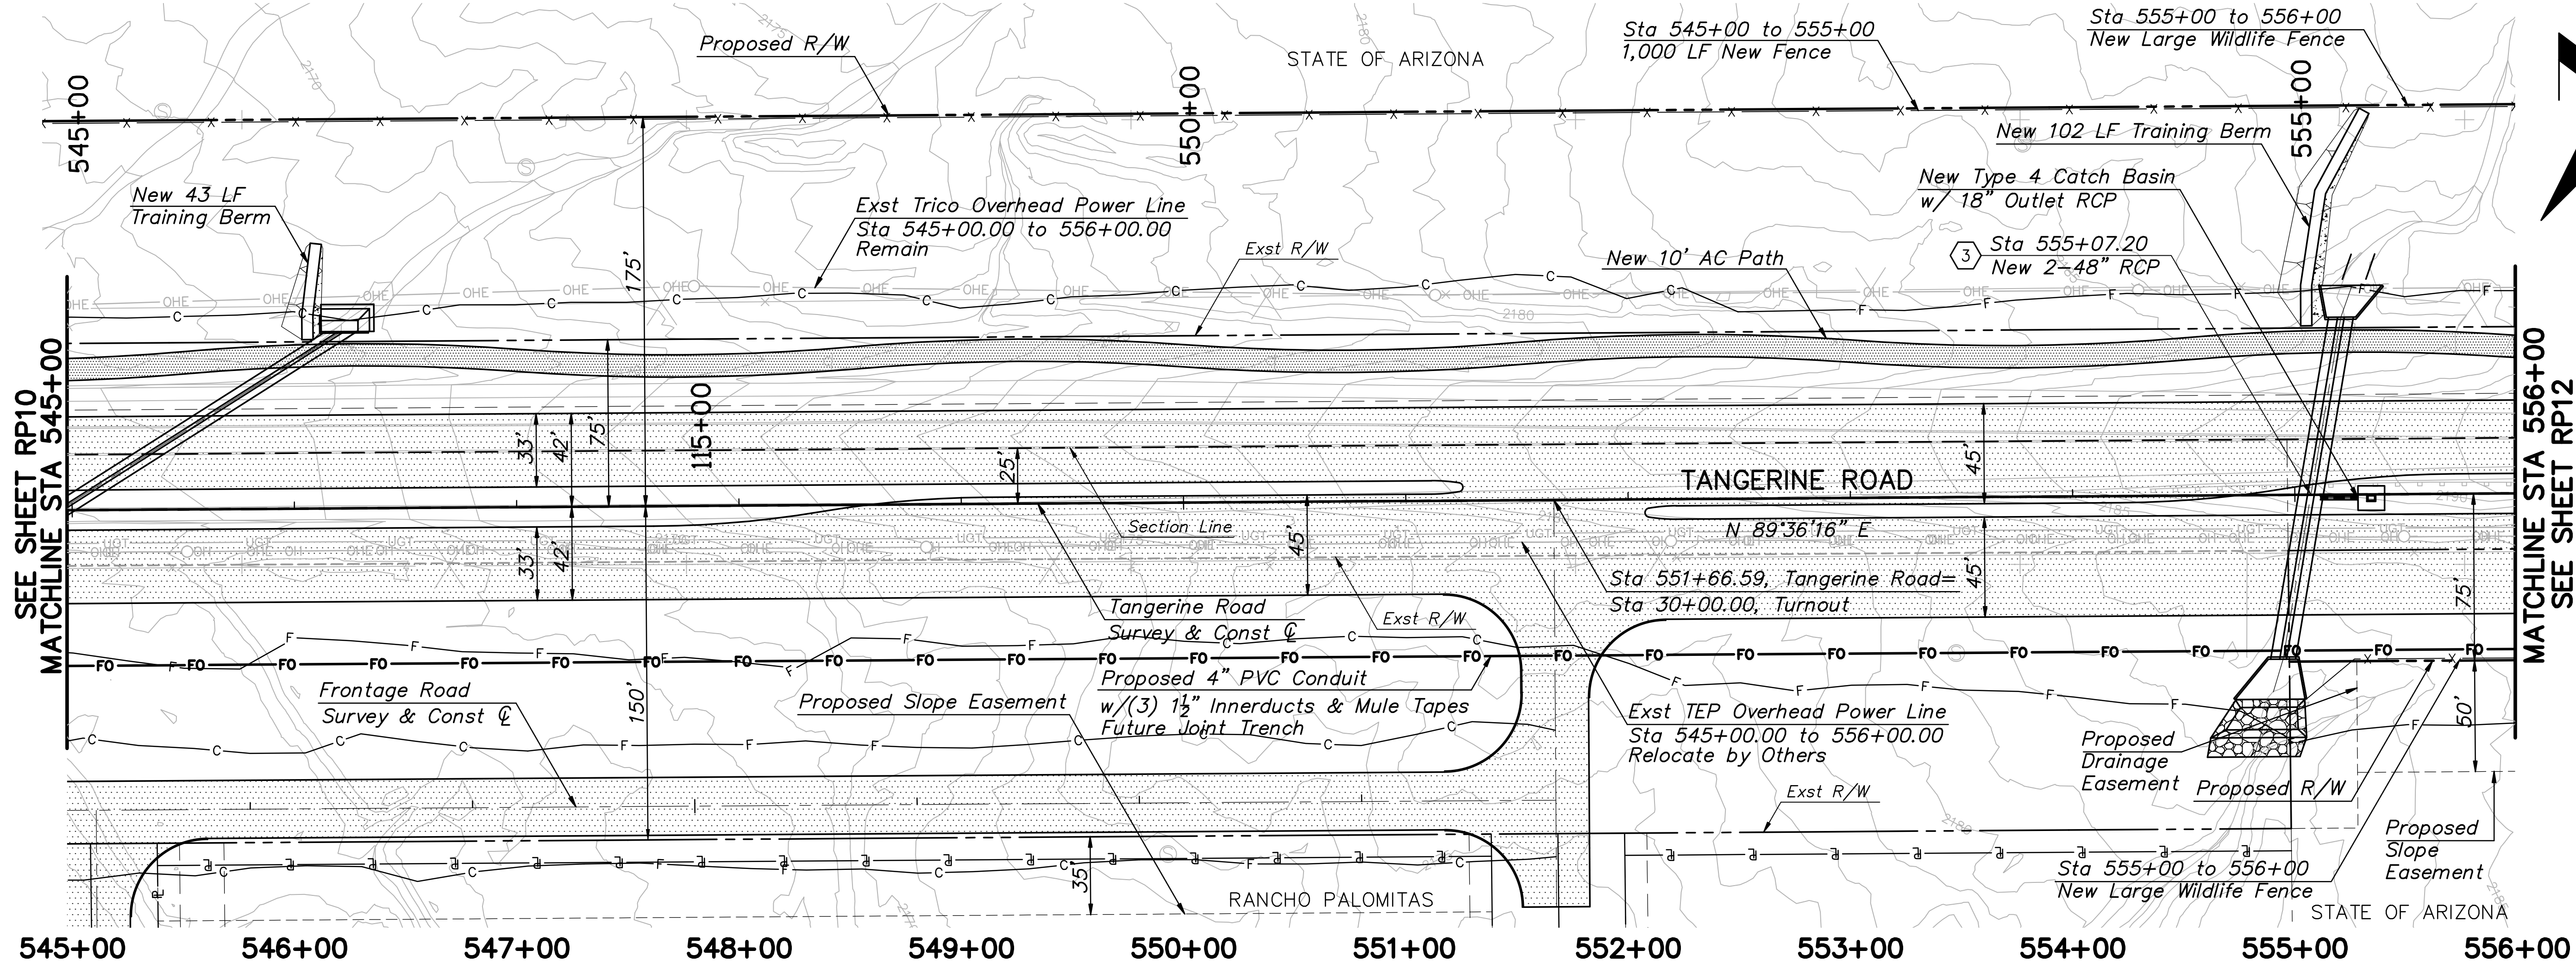 Proposed R/W
STATE OF ARIZONA
Sta 545+00 to 555+00
1,000 LF New Fence
Sta 555+00 to 556+00
New Large Wildlife Fence
545+00
550+00
555+00
2175
2180
2170
New 43 LF
Training Berm
175'
Exst Trico Overhead Power Line
Sta 545+00.00 to 556+00.00
Remain
Exst R/W
New 10' AC Path
New 102 LF Training Berm
New Type 4 Catch Basin
w/ 18" Outlet RCP
3
Sta 555+07.20
New 2-48" RCP
SEE SHEET RP10
MATCHLINE STA 545+00
33'
42'
75'
115+00
25'
Section Line
TANGERINE ROAD
N 89°36'16" E
45'
45'
45'
33'
42'
MATCHLINE STA 556+00
SEE SHEET RP12
Tangerine Road
Survey & Const ℄
Exst R/W
Sta 551+66.59, Tangerine Road=
Sta 30+00.00, Turnout
75'
Frontage Road
Survey & Const ℄
150'
Proposed Slope Easement
Proposed 4" PVC Conduit
w/(3) 1½" Innerducts & Mule Tapes
Future Joint Trench
Exst TEP Overhead Power Line
Sta 545+00.00 to 556+00.00
Relocate by Others
Proposed
Drainage
Easement
Proposed R/W
50'
Exst R/W
Proposed
Slope
Easement
35'
RANCHO PALOMITAS
Sta 555+00 to 556+00
New Large Wildlife Fence
STATE OF ARIZONA
545+00 546+00 547+00 548+00 549+00 550+00 551+00 552+00 553+00 554+00 555+00 556+00